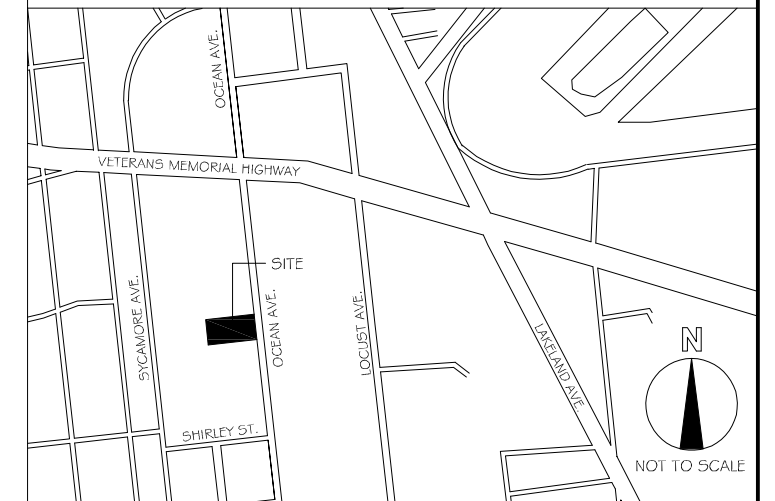 OCEAN AVE.
VETERANS MEMORIAL HIGHWAY
SITE
SYCAMORE AVE.
OCEAN AVE.
LOCUST AVE.
LAKELAND AVE.
N
SHIRLEY ST.
NOT TO SCALE